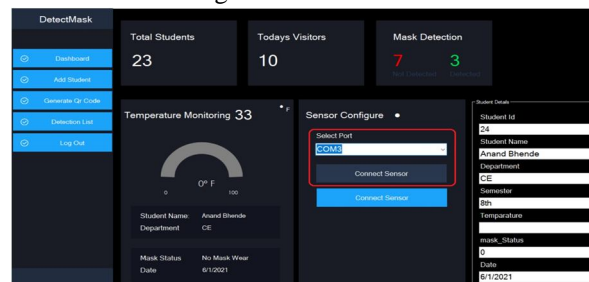 DetectMask
Dashboard
Add Student
Generate Qr Code
Detection List
Log Out
Total Students
23
Todays Visitors
10
Mask Detection
7
3
Not Detected
Detected
Temperature Monitoring 33 ° F
0° F
0
100
Student Name: Anand Bhende
Department CE
Mask Status No Mask Wear
Date 6/1/2021
Sensor Configure
Select Port
COM3
Connect Sensor
Connect Sensor
Student Details
Student Id
24
Student Name
Anand Bhende
Department
CE
Semester
8th
Temparature
mask_Status
0
Date
6/1/2021